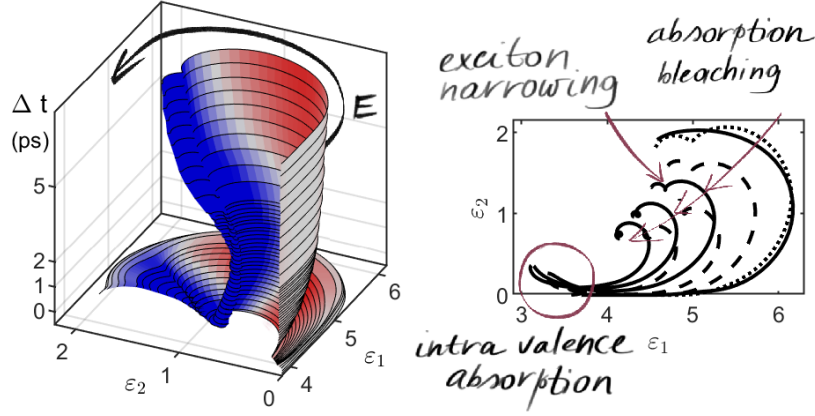 Δ t
(ps)
5
2
1
0
2
1
0
ε₂
4
5
6
ε₁
E
exciton
narrowing
absorption
bleaching
2
1
0
ε₂
3
4
5
6
ε₁
intra valence
absorption